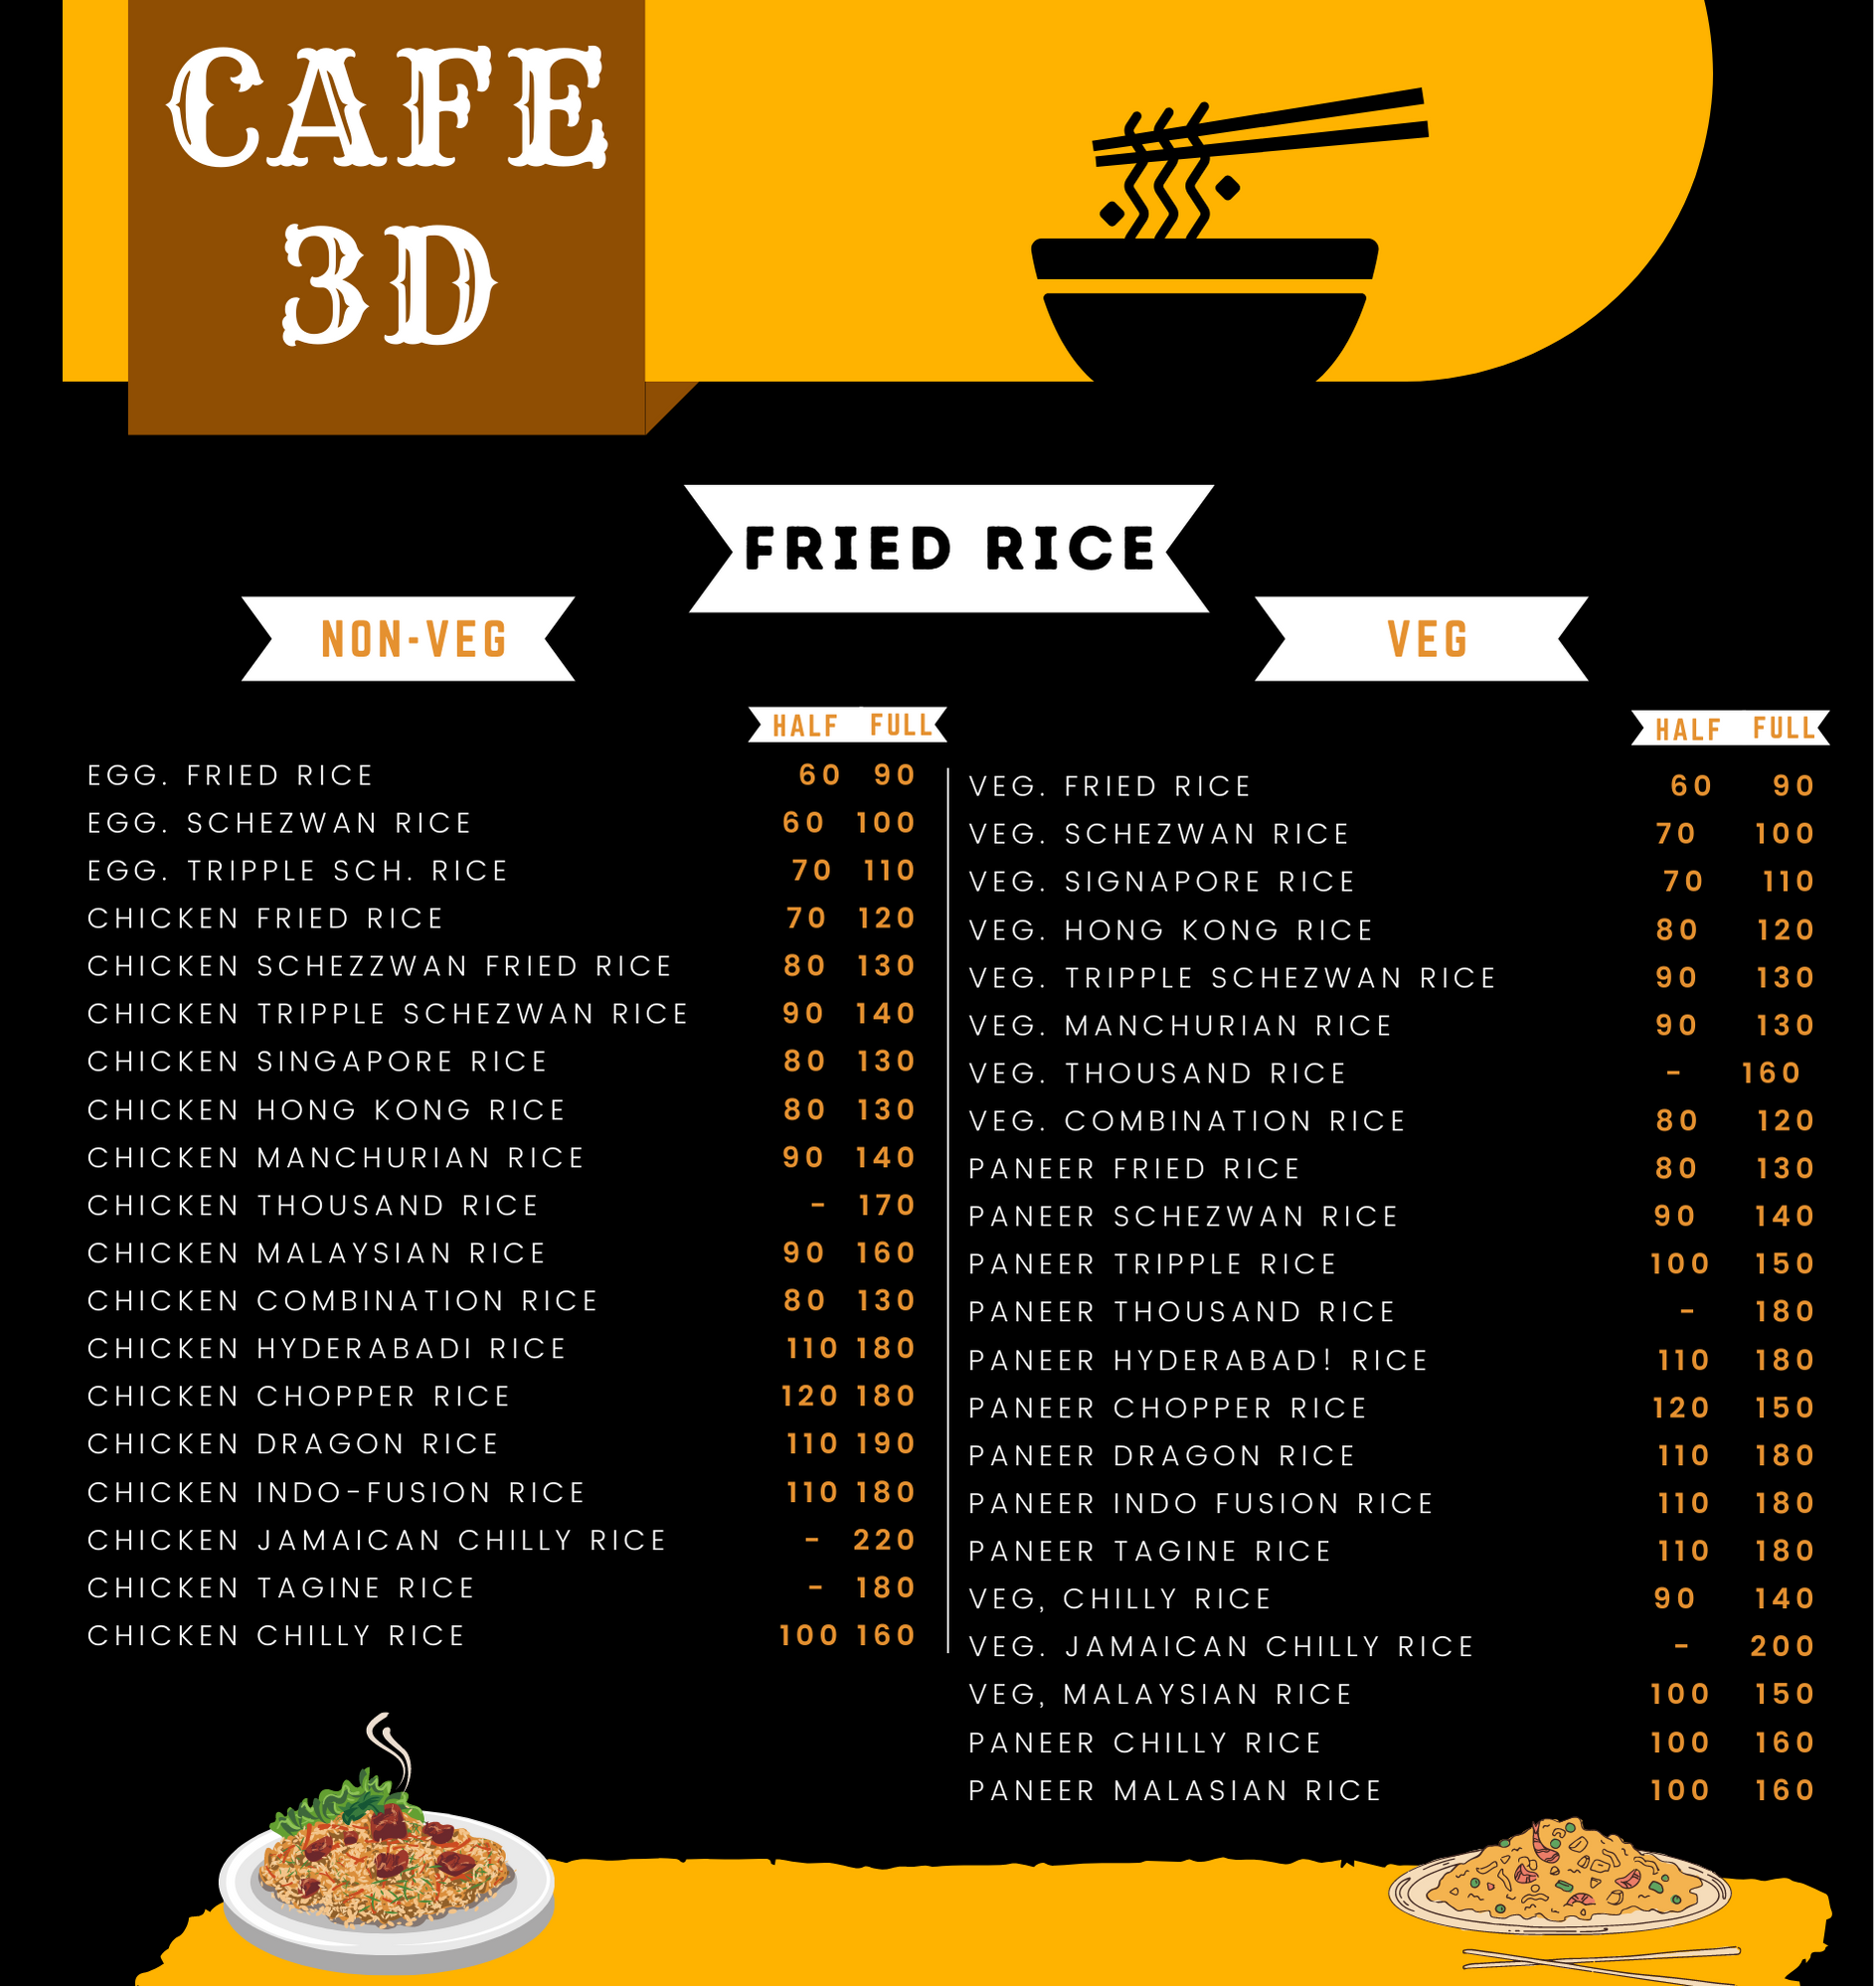 CAFE
3D
FRIED RICE
NON-VEG
HALF FULL
EGG. FRIED RICE 60 90
EGG. SCHEZWAN RICE 60 100
EGG. TRIPPLE SCH. RICE 70 110
CHICKEN FRIED RICE 70 120
CHICKEN SCHEZZWAN FRIED RICE 80 130
CHICKEN TRIPPLE SCHEZWAN RICE 90 140
CHICKEN SINGAPORE RICE 80 130
CHICKEN HONG KONG RICE 80 130
CHICKEN MANCHURIAN RICE 90 140
CHICKEN THOUSAND RICE - 170
CHICKEN MALAYSIAN RICE 90 160
CHICKEN COMBINATION RICE 80 130
CHICKEN HYDERABADI RICE 110 180
CHICKEN CHOPPER RICE 120 180
CHICKEN DRAGON RICE 110 190
CHICKEN INDO-FUSION RICE 110 180
CHICKEN JAMAICAN CHILLY RICE - 220
CHICKEN TAGINE RICE - 180
CHICKEN CHILLY RICE 100 160
VEG
HALF FULL
VEG. FRIED RICE 60 90
VEG. SCHEZWAN RICE 70 100
VEG. SIGNAPORE RICE 70 110
VEG. HONG KONG RICE 80 120
VEG. TRIPPLE SCHEZWAN RICE 90 130
VEG. MANCHURIAN RICE 90 130
VEG. THOUSAND RICE - 160
VEG. COMBINATION RICE 80 120
PANEER FRIED RICE 80 130
PANEER SCHEZWAN RICE 90 140
PANEER TRIPPLE RICE 100 150
PANEER THOUSAND RICE - 180
PANEER HYDERABAD! RICE 110 180
PANEER CHOPPER RICE 120 150
PANEER DRAGON RICE 110 180
PANEER INDO FUSION RICE 110 180
PANEER TAGINE RICE 110 180
VEG, CHILLY RICE 90 140
VEG. JAMAICAN CHILLY RICE - 200
VEG, MALAYSIAN RICE 100 150
PANEER CHILLY RICE 100 160
PANEER MALASIAN RICE 100 160